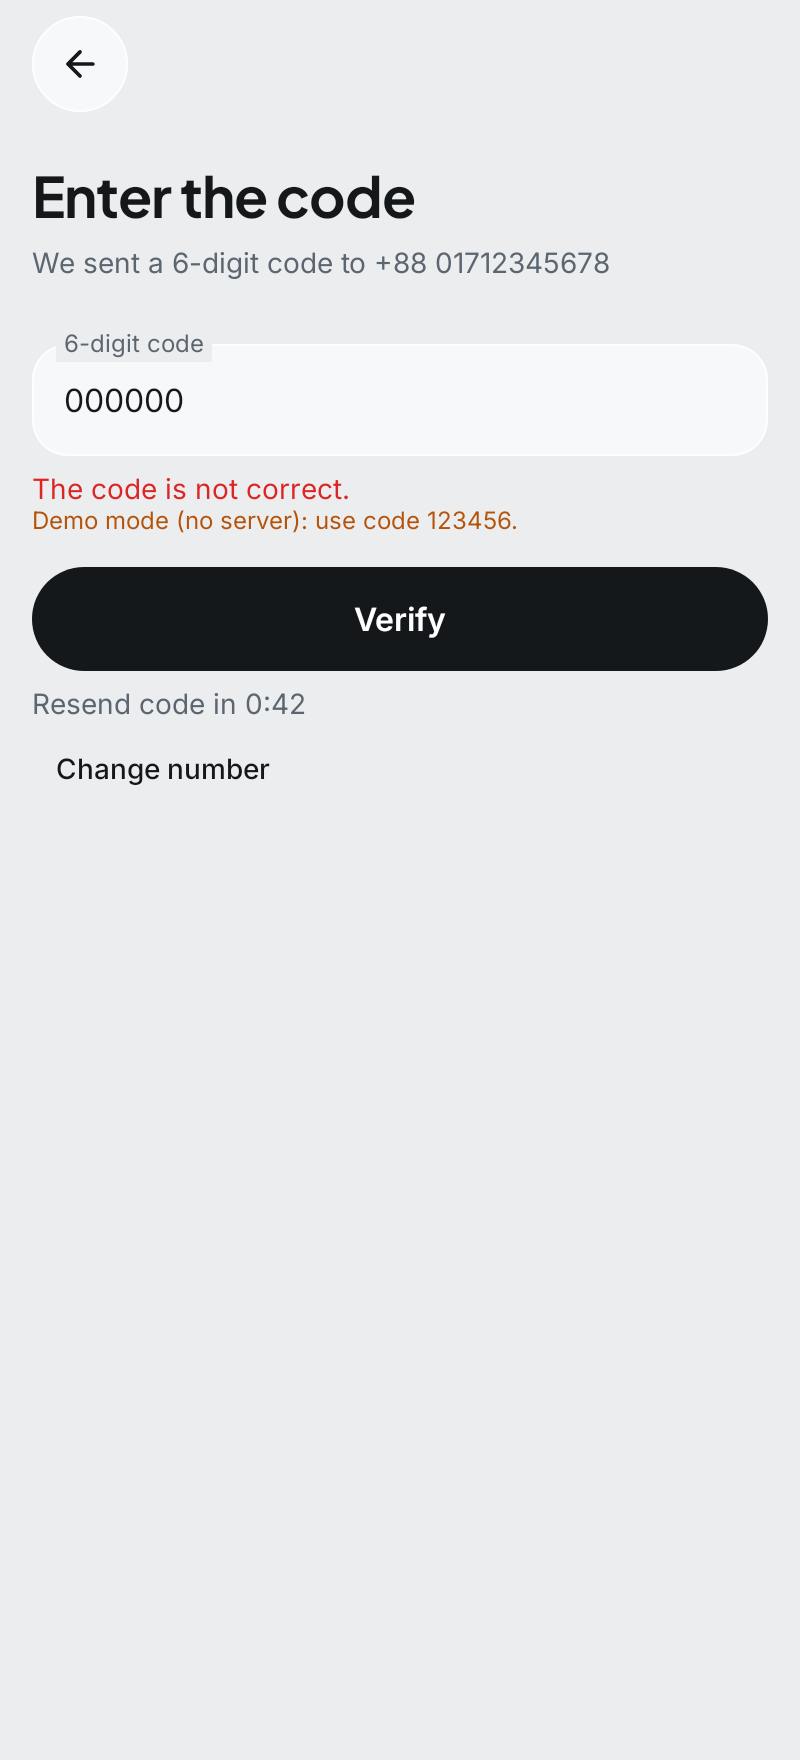 Enter the code
We sent a 6-digit code to +88 01712345678
6-digit code
000000
The code is not correct.
Demo mode (no server): use code 123456.
Verify
Resend code in 0:42
Change number